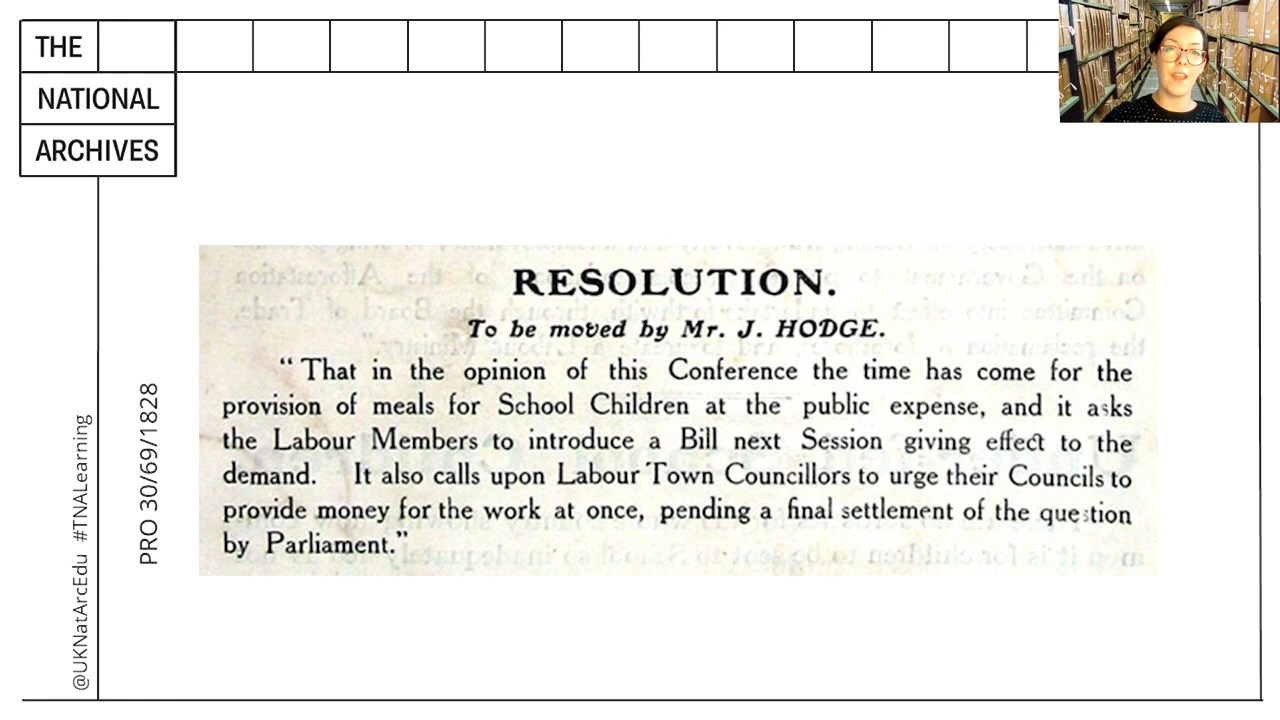 THE
NATIONAL
ARCHIVES
@UKNatArcEdu #TNALearning
PRO 30/69/1828
RESOLUTION.
To be moved by Mr. J. HODGE.
"That in the opinion of this Conference the time has come for the
provision of meals for School Children at the public expense, and it asks
the Labour Members to introduce a Bill next Session giving effect to the
demand. It also calls upon Labour Town Councillors to urge their Councils to
provide money for the work at once, pending a final settlement of the question
by Parliament."